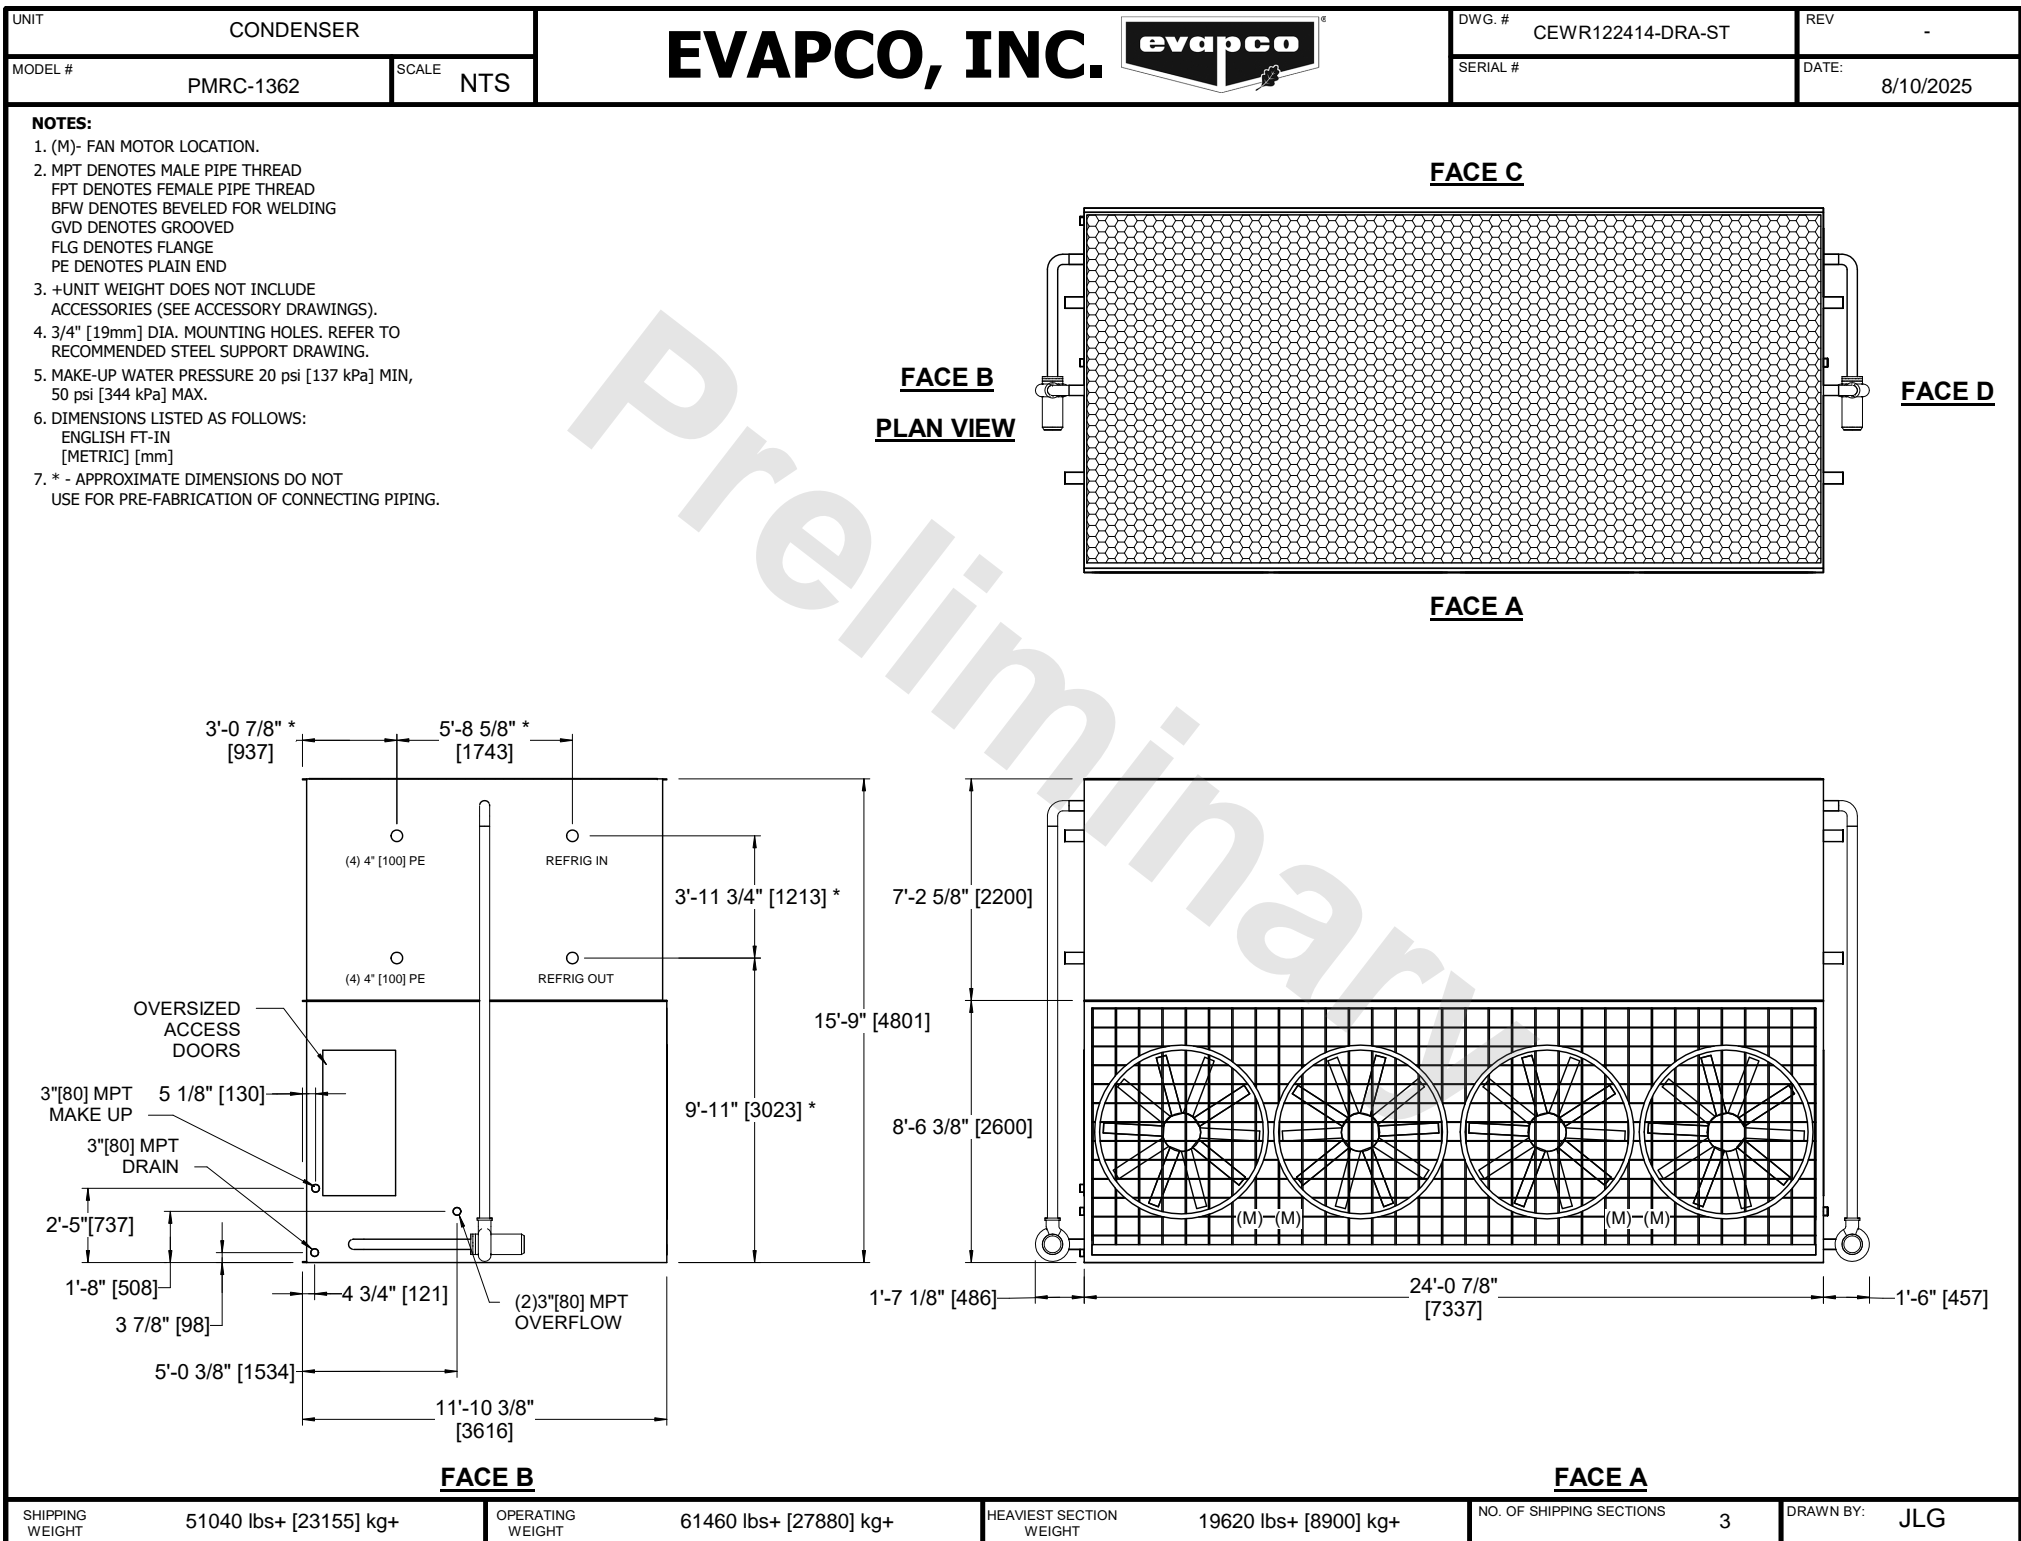 UNIT
CONDENSER
MODEL #
PMRC-1362
SCALE
NTS
EVAPCO, INC.
evapco
®
DWG. #
CEWR122414-DRA-ST
REV
-
SERIAL #
DATE:
8/10/2025
NOTES:
1. (M)- FAN MOTOR LOCATION.
2. MPT DENOTES MALE PIPE THREAD
FPT DENOTES FEMALE PIPE THREAD
BFW DENOTES BEVELED FOR WELDING
GVD DENOTES GROOVED
FLG DENOTES FLANGE
PE DENOTES PLAIN END
3. +UNIT WEIGHT DOES NOT INCLUDE
ACCESSORIES (SEE ACCESSORY DRAWINGS).
4. 3/4" [19mm] DIA. MOUNTING HOLES. REFER TO
RECOMMENDED STEEL SUPPORT DRAWING.
5. MAKE-UP WATER PRESSURE 20 psi [137 kPa] MIN,
50 psi [344 kPa] MAX.
6. DIMENSIONS LISTED AS FOLLOWS:
ENGLISH FT-IN
[METRIC] [mm]
7. * - APPROXIMATE DIMENSIONS DO NOT
USE FOR PRE-FABRICATION OF CONNECTING PIPING.
FACE C
FACE B
PLAN VIEW
FACE D
FACE A
Preliminary
3'-0 7/8" *
[937]
5'-8 5/8" *
[1743]
(4) 4" [100] PE
REFRIG IN
3'-11 3/4" [1213] *
(4) 4" [100] PE
REFRIG OUT
OVERSIZED
ACCESS
DOORS
15'-9" [4801]
3"[80] MPT
MAKE UP
5 1/8" [130]
9'-11" [3023] *
3"[80] MPT
DRAIN
2'-5"[737]
1'-8" [508]
4 3/4" [121]
3 7/8" [98]
(2)3"[80] MPT
OVERFLOW
5'-0 3/8" [1534]
11'-10 3/8"
[3616]
FACE B
7'-2 5/8" [2200]
8'-6 3/8" [2600]
(M) (M)
(M) (M)
1'-7 1/8" [486]
24'-0 7/8"
[7337]
1'-6" [457]
FACE A
SHIPPING
WEIGHT
51040 lbs+ [23155] kg+
OPERATING
WEIGHT
61460 lbs+ [27880] kg+
HEAVIEST SECTION
WEIGHT
19620 lbs+ [8900] kg+
NO. OF SHIPPING SECTIONS
3
DRAWN BY:
JLG